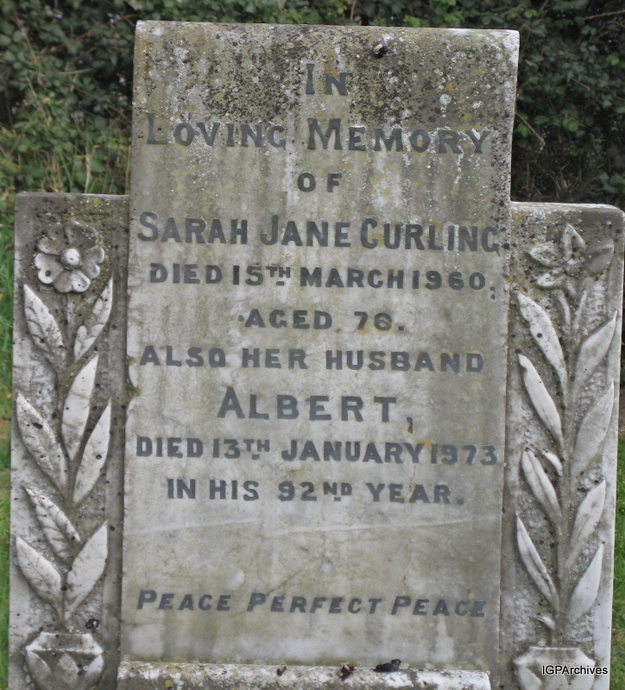 IN
LOVING MEMORY
OF
SARAH JANE CURLING
DIED 15TH MARCH 1960,
AGED 76.
ALSO HER HUSBAND
ALBERT,
DIED 13TH JANUARY 1973
IN HIS 92ND YEAR.
PEACE PERFECT PEACE
IGPArchives